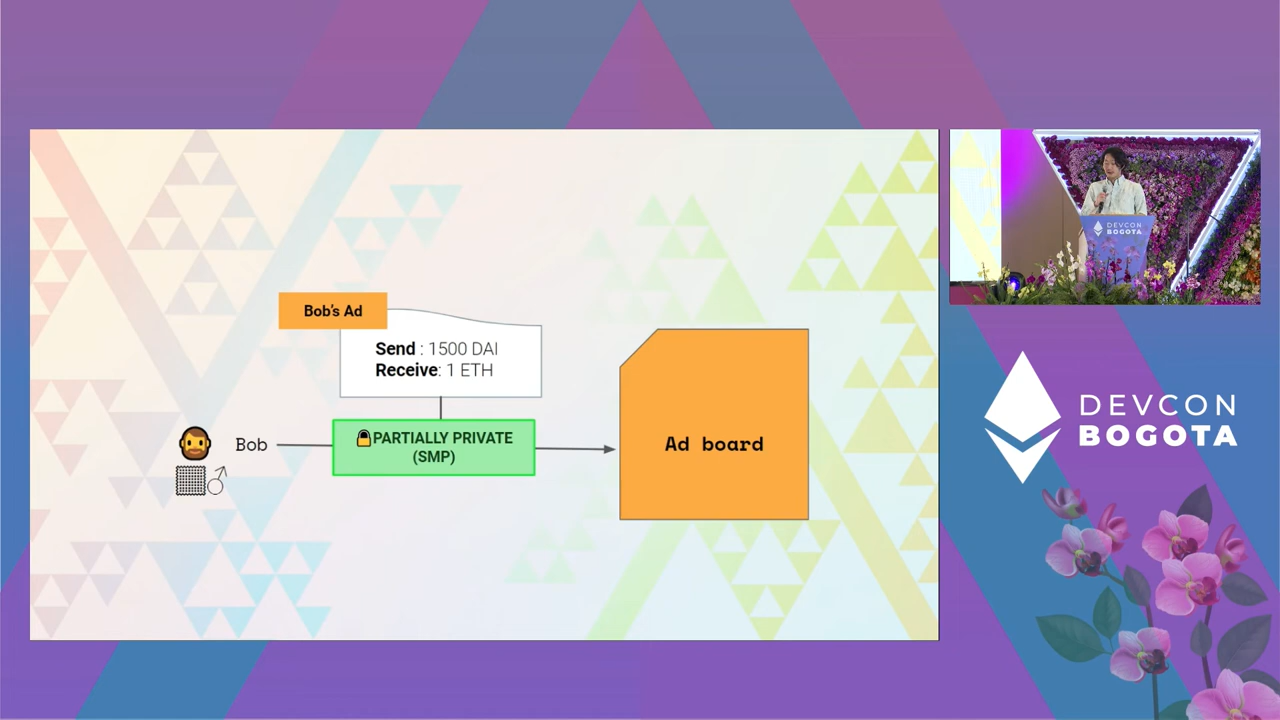 Bob's Ad
Send : 1500 DAI
Receive: 1 ETH
Bob
PARTIALLY PRIVATE
(SMP)
Ad board
DEVCON
BOGOTA
DEVCON
BOGOTA